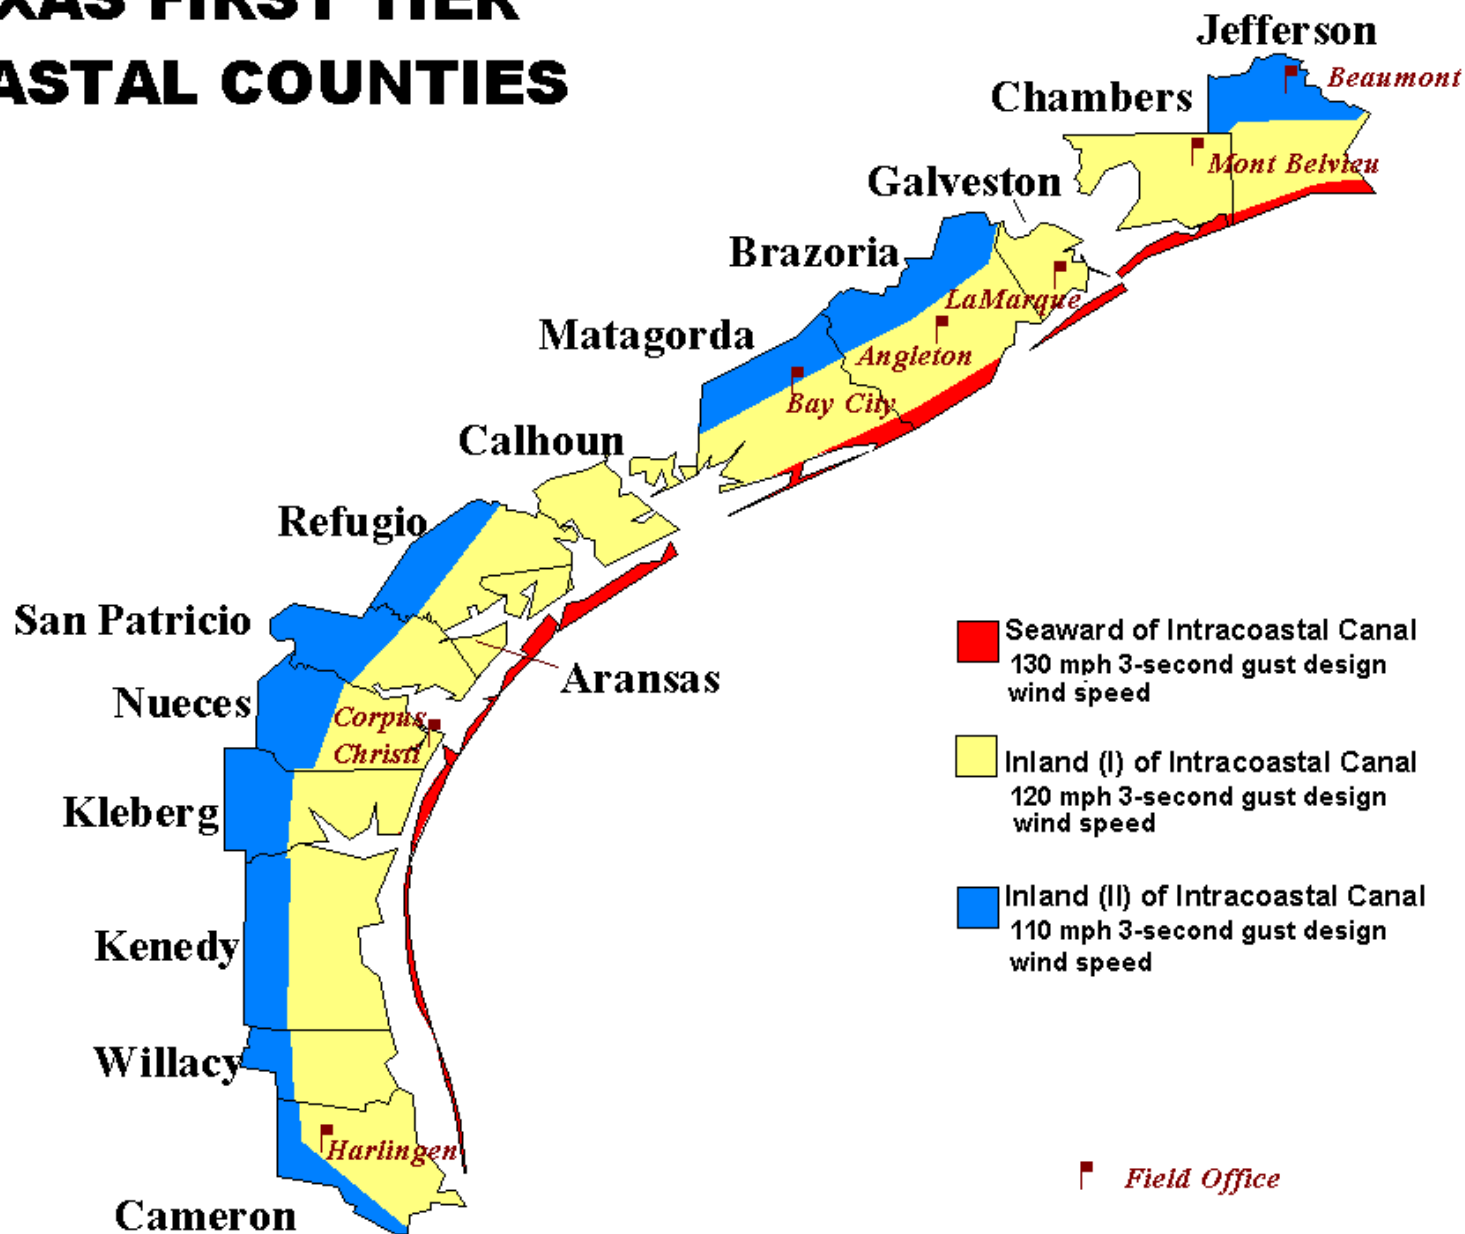 XAS FIRST TIER
ASTAL COUNTIES
Jefferson
Beaumont
Chambers
Mont Belvieu
Galveston
Brazoria
LaMarque
Matagorda
Angleton
Bay City
Calhoun
Refugio
San Patricio
Aransas
Nueces
Corpus
Christi
Kleberg
Kenedy
Willacy
Harlingen
Cameron
Seaward of Intracoastal Canal
130 mph 3-second gust design
wind speed
Inland (I) of Intracoastal Canal
120 mph 3-second gust design
wind speed
Inland (II) of Intracoastal Canal
110 mph 3-second gust design
wind speed
Field Office